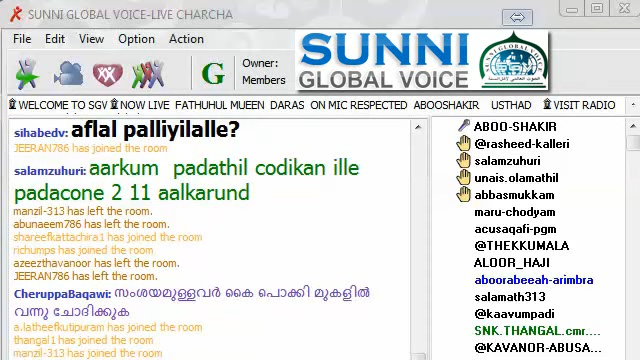 SUNNI GLOBAL VOICE-LIVE CHARCHA
File Edit View Option Action
SUNNI
GLOBAL VOICE
G
Owner:
Members
WELCOME TO SGV NOW LIVE FATHUHUL MUEEN DARAS ON MIC RESPECTED ABOOSHAKIR USTHAD VISIT RADIO
sihabedv: aflal palliyilalle?
JEERAN786 has joined the room
salamzuhuri: aarkum padathil codikan ille
padacone 2 11 aalkarund
manzil-313 has left the room.
abunaeem786 has left the room.
shareefkattachira1 has joined the room
richumps has joined the room
azeezthavanoor has left the room.
JEERAN786 has left the room.
CheruppaBaqawi: സംശയമുള്ളവർ കൈ പൊക്കി മുകളിൽ
വന്നു ചോദിക്കുക
a.latheefkutipuram has joined the room
thangal1 has joined the room
manzil-313 has joined the room
ABOO-SHAKIR
@rasheed-kalleri
salamzuhuri
unais.olamathil
abbasmukkam
maru-chodyam
acusaqafi-pgm
@THEKKUMALA
ALOOR_HAJI
aboorabeeah-arimbra
salamath313
@kaavumpadi
SNK.THANGAL.cmr....
@KAVANOR-ABUSA...